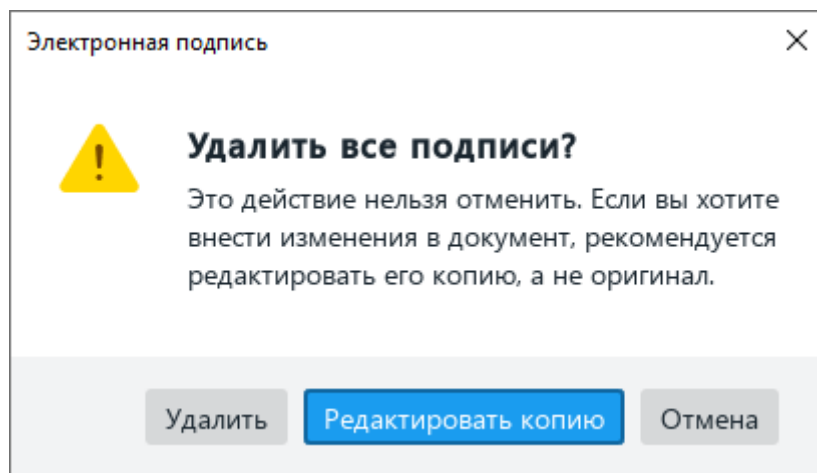 Электронная подпись
Удалить все подписи?
Это действие нельзя отменить. Если вы хотите
внести изменения в документ, рекомендуется
редактировать его копию, а не оригинал.
Удалить Редактировать копию Отмена